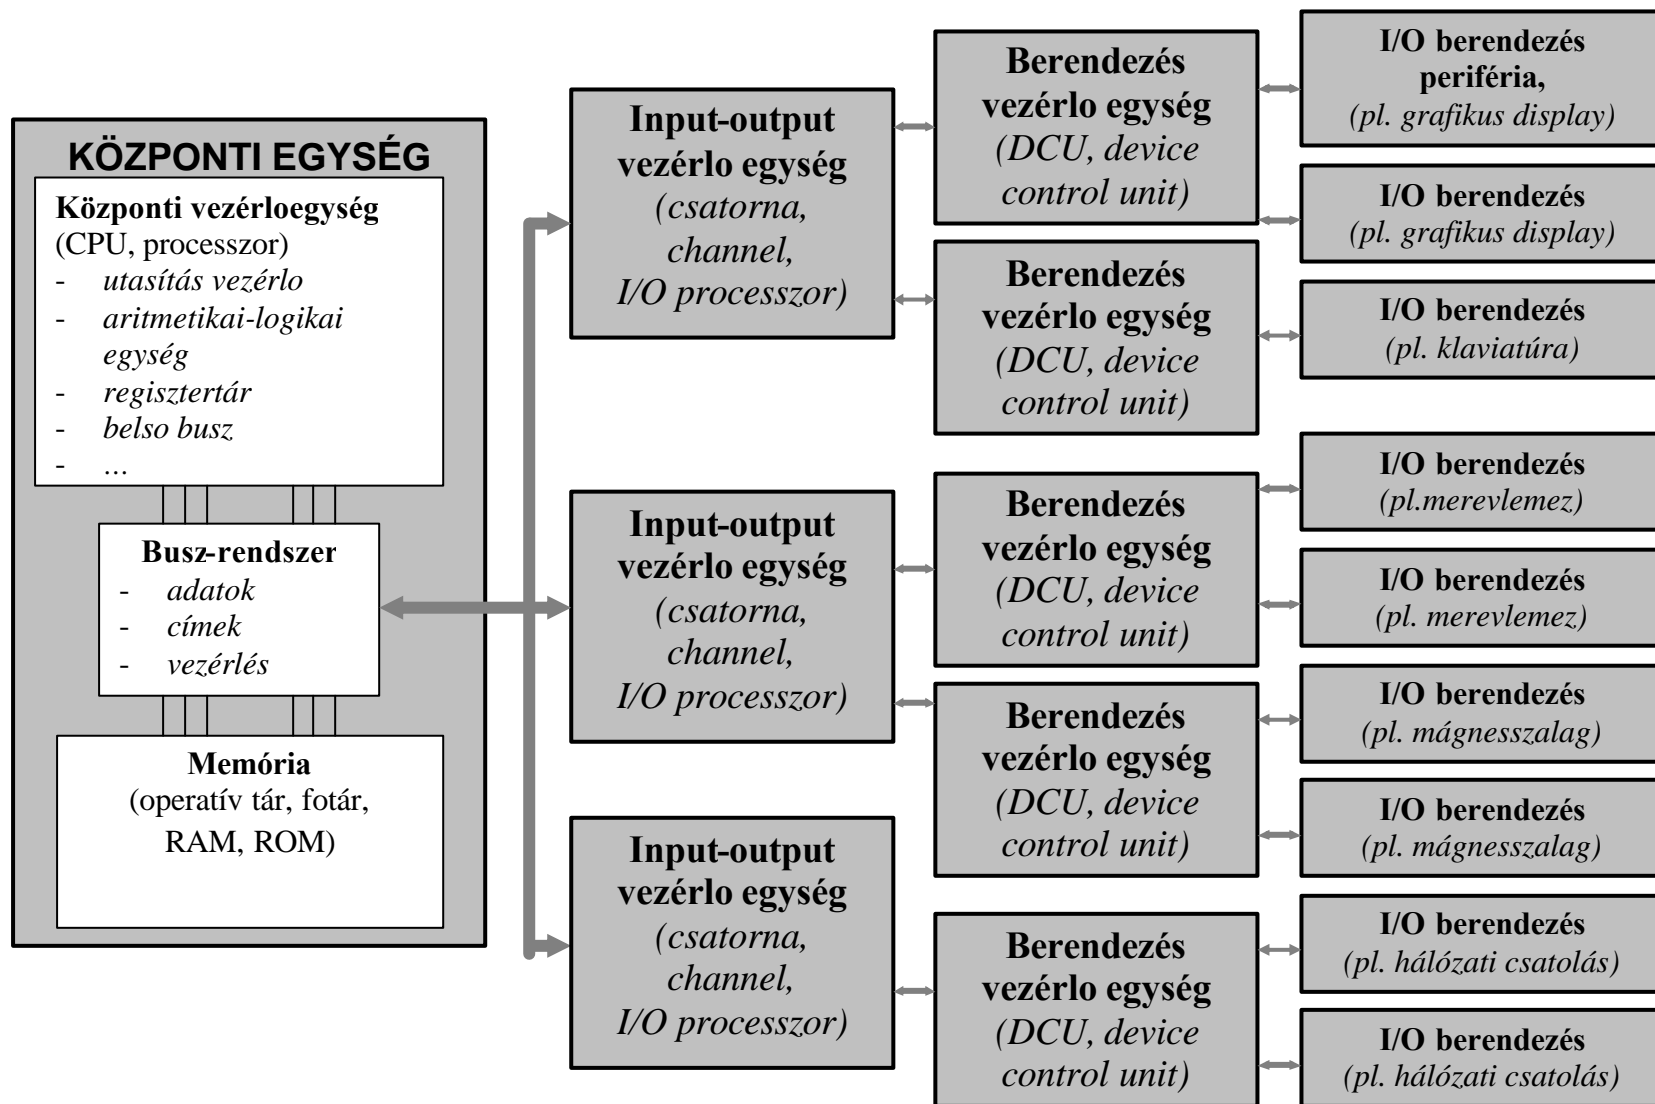 KÖZPONTI EGYSÉG
Központi vezérloegység
(CPU, processzor)
- utasítás vezérlo
- aritmetikai-logikai
egység
- regisztertár
- belso busz
- ...
Busz-rendszer
- adatok
- címek
- vezérlés
Memória
(operatív tár, fotár,
RAM, ROM)
Input-output
vezérlo egység
(csatorna,
channel,
I/O processzor)
Input-output
vezérlo egység
(csatorna,
channel,
I/O processzor)
Input-output
vezérlo egység
(csatorna,
channel,
I/O processzor)
Berendezés
vezérlo egység
(DCU, device
control unit)
Berendezés
vezérlo egység
(DCU, device
control unit)
Berendezés
vezérlo egység
(DCU, device
control unit)
Berendezés
vezérlo egység
(DCU, device
control unit)
Berendezés
vezérlo egység
(DCU, device
control unit)
I/O berendezés
periféria,
(pl. grafikus display)
I/O berendezés
(pl. grafikus display)
I/O berendezés
(pl. klaviatúra)
I/O berendezés
(pl.merevlemez)
I/O berendezés
(pl. merevlemez)
I/O berendezés
(pl. mágnesszalag)
I/O berendezés
(pl. mágnesszalag)
I/O berendezés
(pl. hálózati csatolás)
I/O berendezés
(pl. hálózati csatolás)